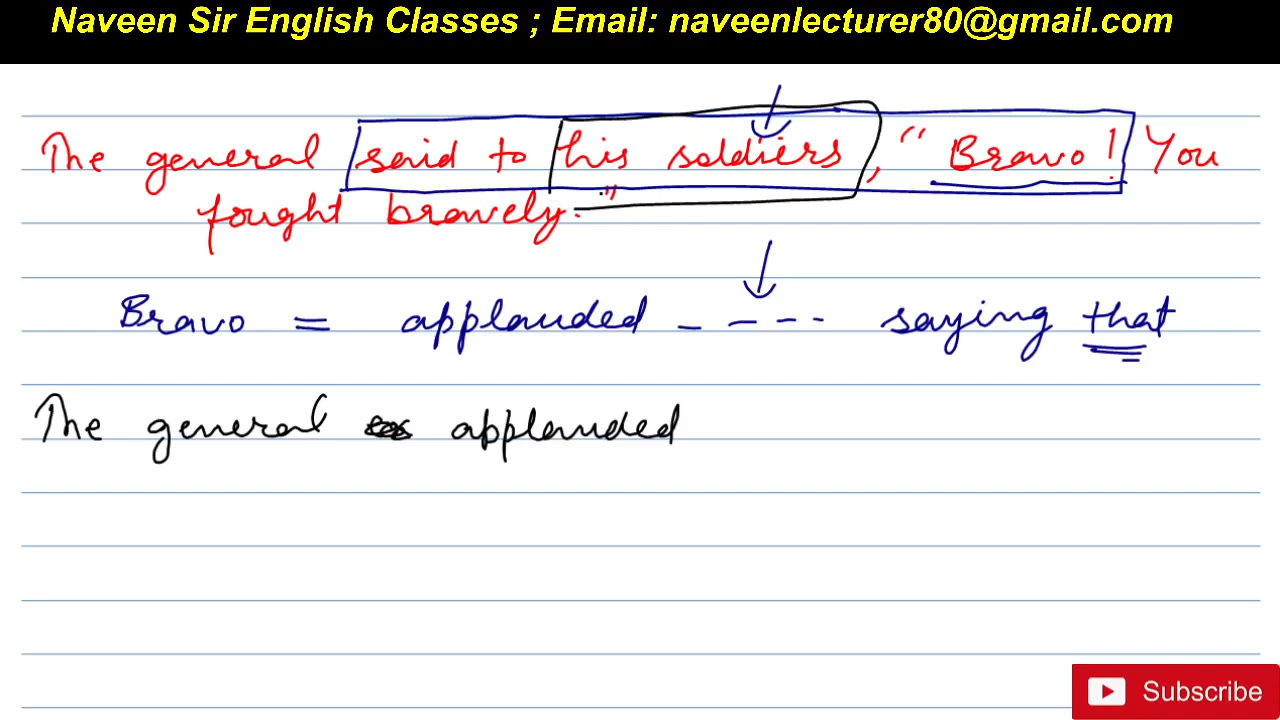 Naveen Sir English Classes ; Email: naveenlecturer80@gmail.com
The general said to his soldiers, " Bravo! You
fought bravely."
Bravo = applauded - - - - saying that
The general applauded
Subscribe